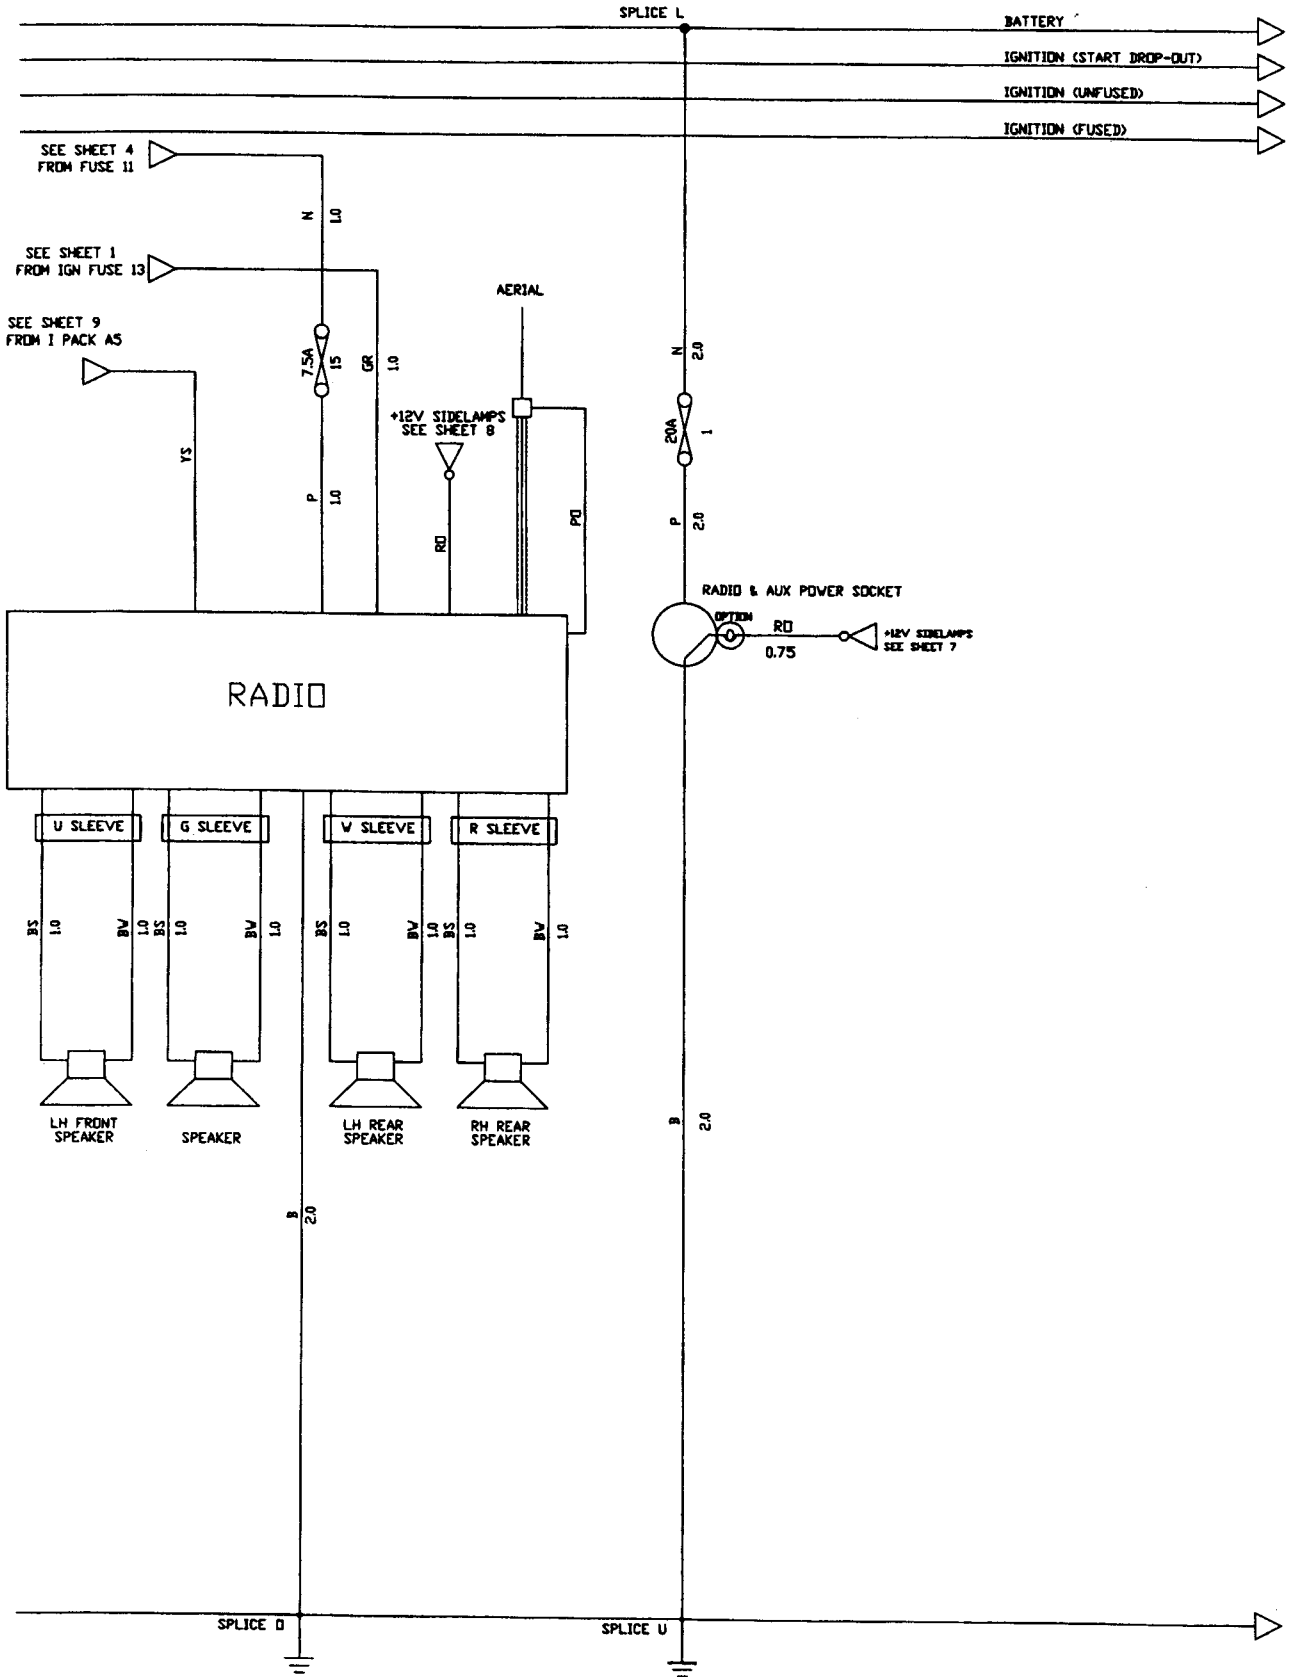 SPLICE L
BATTERY
IGNITION (START DROP-OUT)
IGNITION (UNFUSED)
IGNITION (FUSED)
SEE SHEET 4
FROM FUSE 11
N
1.0
SEE SHEET 1
FROM IGN FUSE 13
AERIAL
SEE SHEET 9
FROM I PACK A5
7.5A
15
GR
1.0
N
2.0
+12V SIDELAMPS
SEE SHEET 8
20A
1
YS
P
1.0
RO
PO
P
2.0
RADIO & AUX POWER SOCKET
OPTION
RO
0.75
+12V SIDELAMPS
SEE SHEET 7
RADIO
U SLEEVE
G SLEEVE
W SLEEVE
R SLEEVE
BS
1.0
BW
1.0
BS
1.0
BW
1.0
BS
1.0
BW
1.0
BS
1.0
BW
1.0
LH FRONT
SPEAKER
SPEAKER
LH REAR
SPEAKER
RH REAR
SPEAKER
B
2.0
B
2.0
SPLICE O
SPLICE U